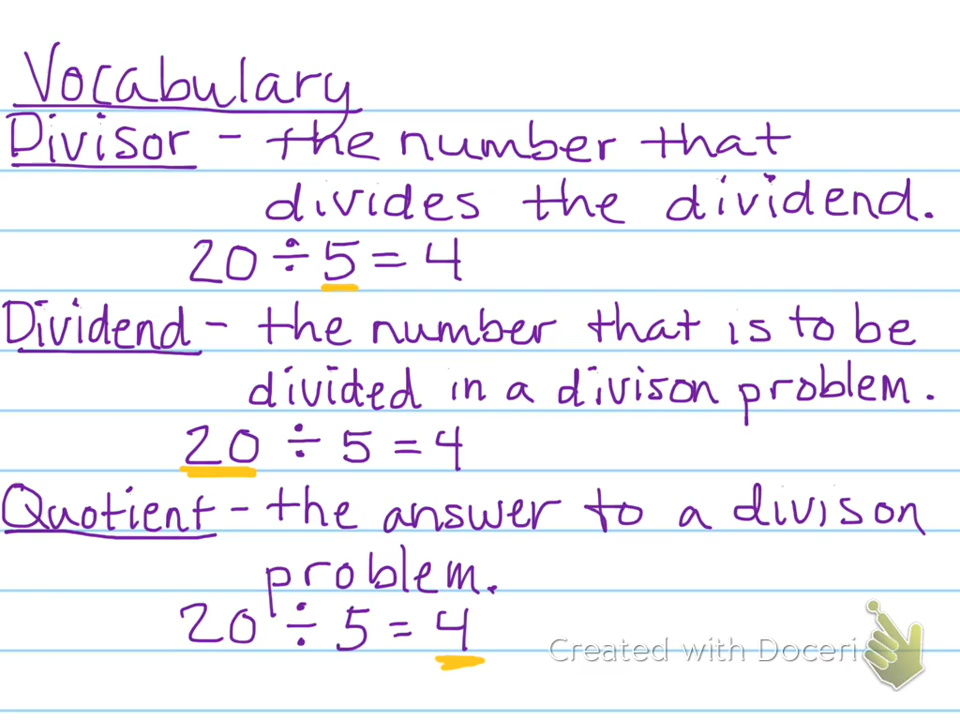 Vocabulary
Divisor - the number that
divides the dividend.
20 ÷ 5 = 4
Dividend - the number that is to be
divided in a divison problem.
20 ÷ 5 = 4
Quotient - the answer to a divison
problem.
20 ÷ 5 = 4
Created with Doceri